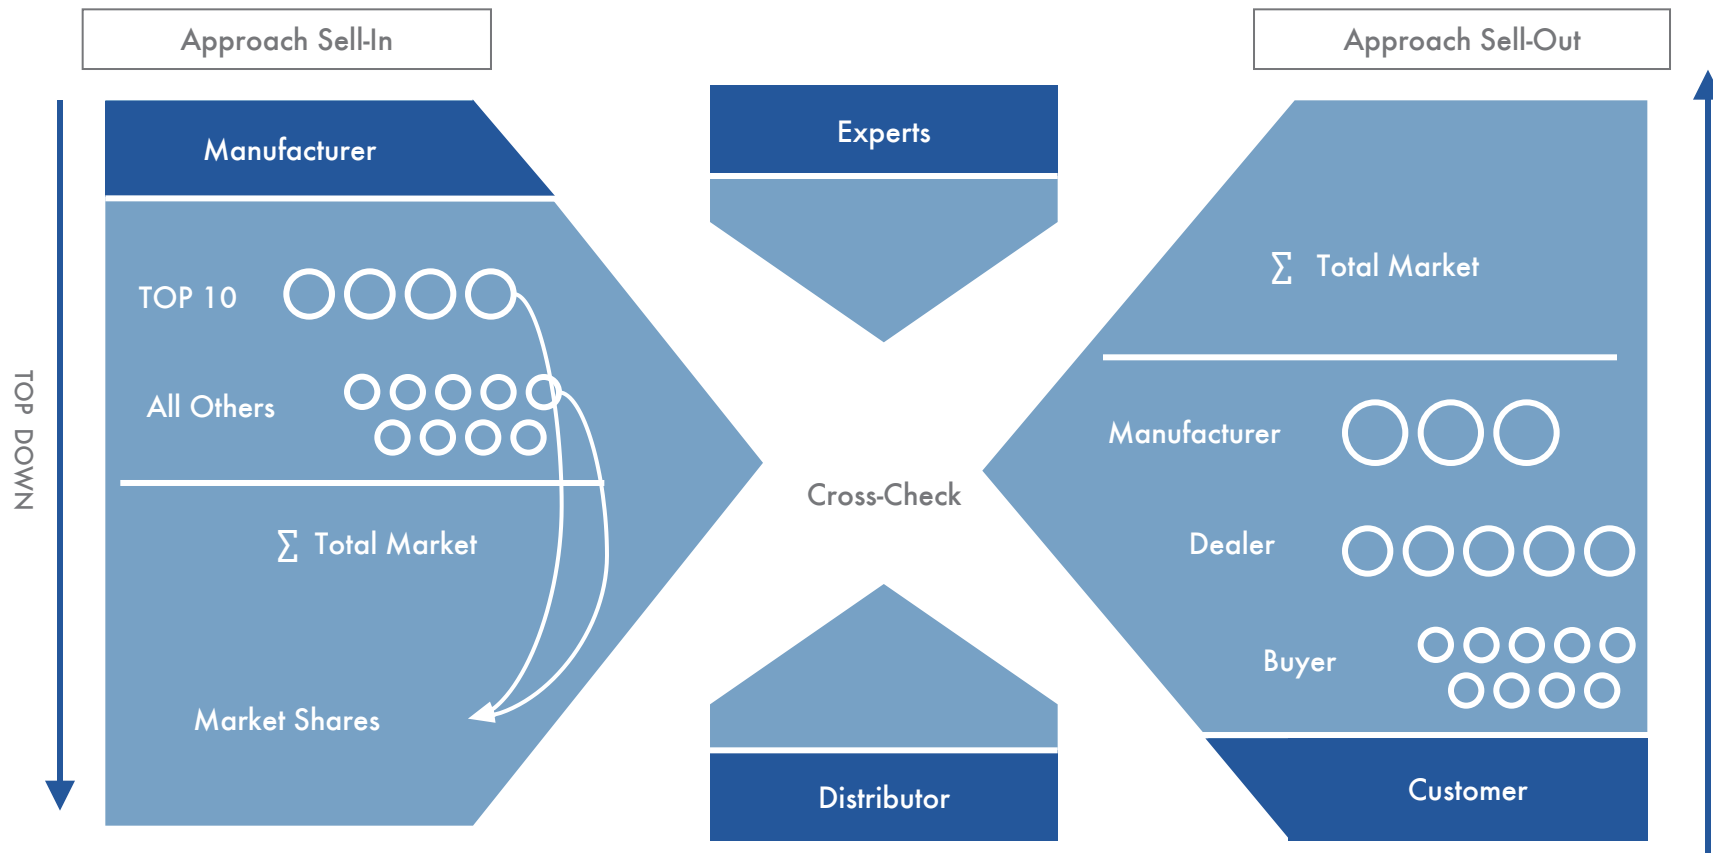 Approach Sell-In
Approach Sell-Out
Manufacturer
TOP 10
All Others
∑ Total Market
Market Shares
TOP DOWN
Experts
Cross-Check
Distributor
∑ Total Market
Manufacturer
Dealer
Buyer
Customer